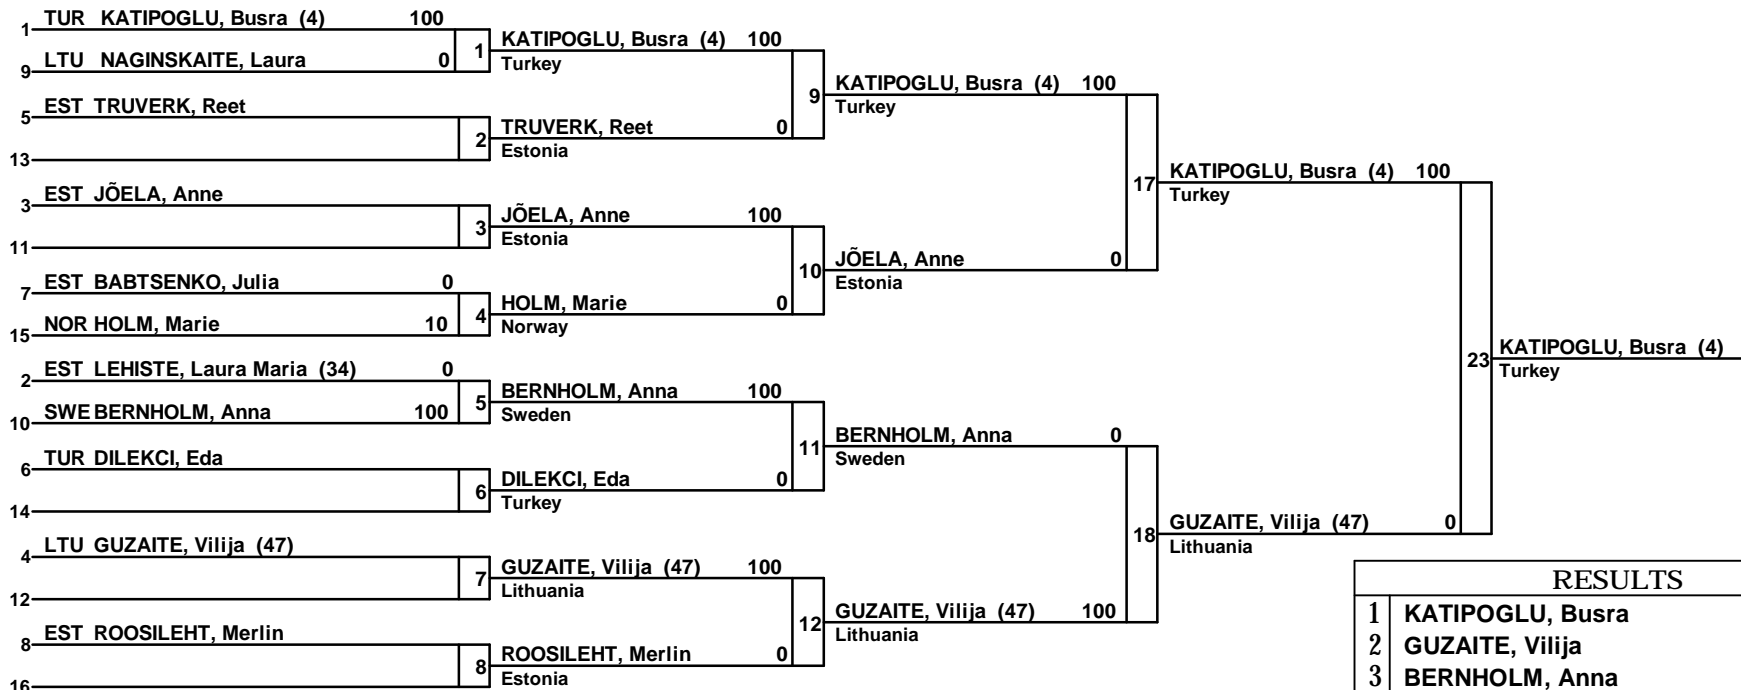 TUR KATIPOGLU, Busra (4) 100
1
LTU NAGINSKAITE, Laura 0
9
1
KATIPOGLU, Busra (4) 100
Turkey
EST TRUVERK, Reet
5
13
2
TRUVERK, Reet 0
Estonia
9
KATIPOGLU, Busra (4) 100
Turkey
EST JÕELA, Anne
3
11
3
JÕELA, Anne 100
Estonia
EST BABTSENKO, Julia 0
7
NOR HOLM, Marie 10
15
4
HOLM, Marie 0
Norway
10
JÕELA, Anne 0
Estonia
17
KATIPOGLU, Busra (4) 100
Turkey
EST LEHISTE, Laura Maria (34) 0
2
SWE BERNHOLM, Anna 100
10
5
BERNHOLM, Anna 100
Sweden
TUR DILEKCI, Eda
6
14
6
DILEKCI, Eda 0
Turkey
11
BERNHOLM, Anna 0
Sweden
LTU GUZAITE, Vilija (47)
4
12
7
GUZAITE, Vilija (47) 100
Lithuania
EST ROOSILEHT, Merlin
8
16
8
ROOSILEHT, Merlin 0
Estonia
12
GUZAITE, Vilija (47) 100
Lithuania
18
GUZAITE, Vilija (47) 0
Lithuania
23
KATIPOGLU, Busra (4)
Turkey
RESULTS
1 KATIPOGLU, Busra
2 GUZAITE, Vilija
3 BERNHOLM, Anna